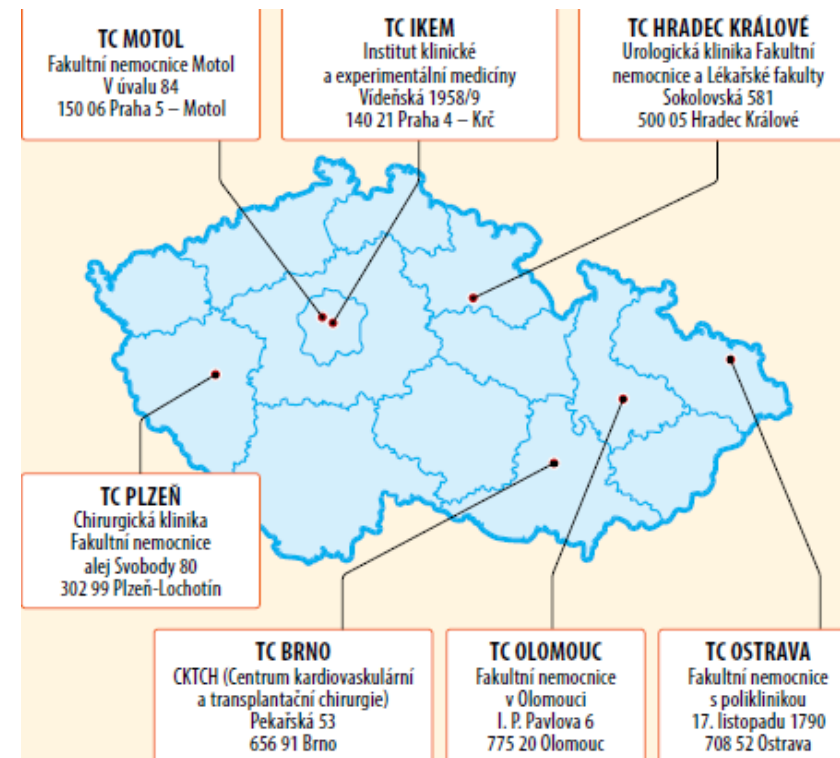 TC MOTOL
Fakultní nemocnice Motol
V úvalu 84
150 06 Praha 5 – Motol
TC IKEM
Institut klinické
a experimentální medicíny
Vídeňská 1958/9
140 21 Praha 4 – Krč
TC HRADEC KRÁLOVÉ
Urologická klinika Fakultní
nemocnice a Lékařské fakulty
Sokolovská 581
500 05 Hradec Králové
TC PLZEŇ
Chirurgická klinika
Fakultní nemocnice
alej Svobody 80
302 99 Plzeň-Lochotín
TC BRNO
CKTCH (Centrum kardiovaskulární
a transplantační chirurgie)
Pekařská 53
656 91 Brno
TC OLOMOUC
Fakultní nemocnice
v Olomouci
I. P. Pavlova 6
775 20 Olomouc
TC OSTRAVA
Fakultní nemocnice
s poliklinikou
17. listopadu 1790
708 52 Ostrava